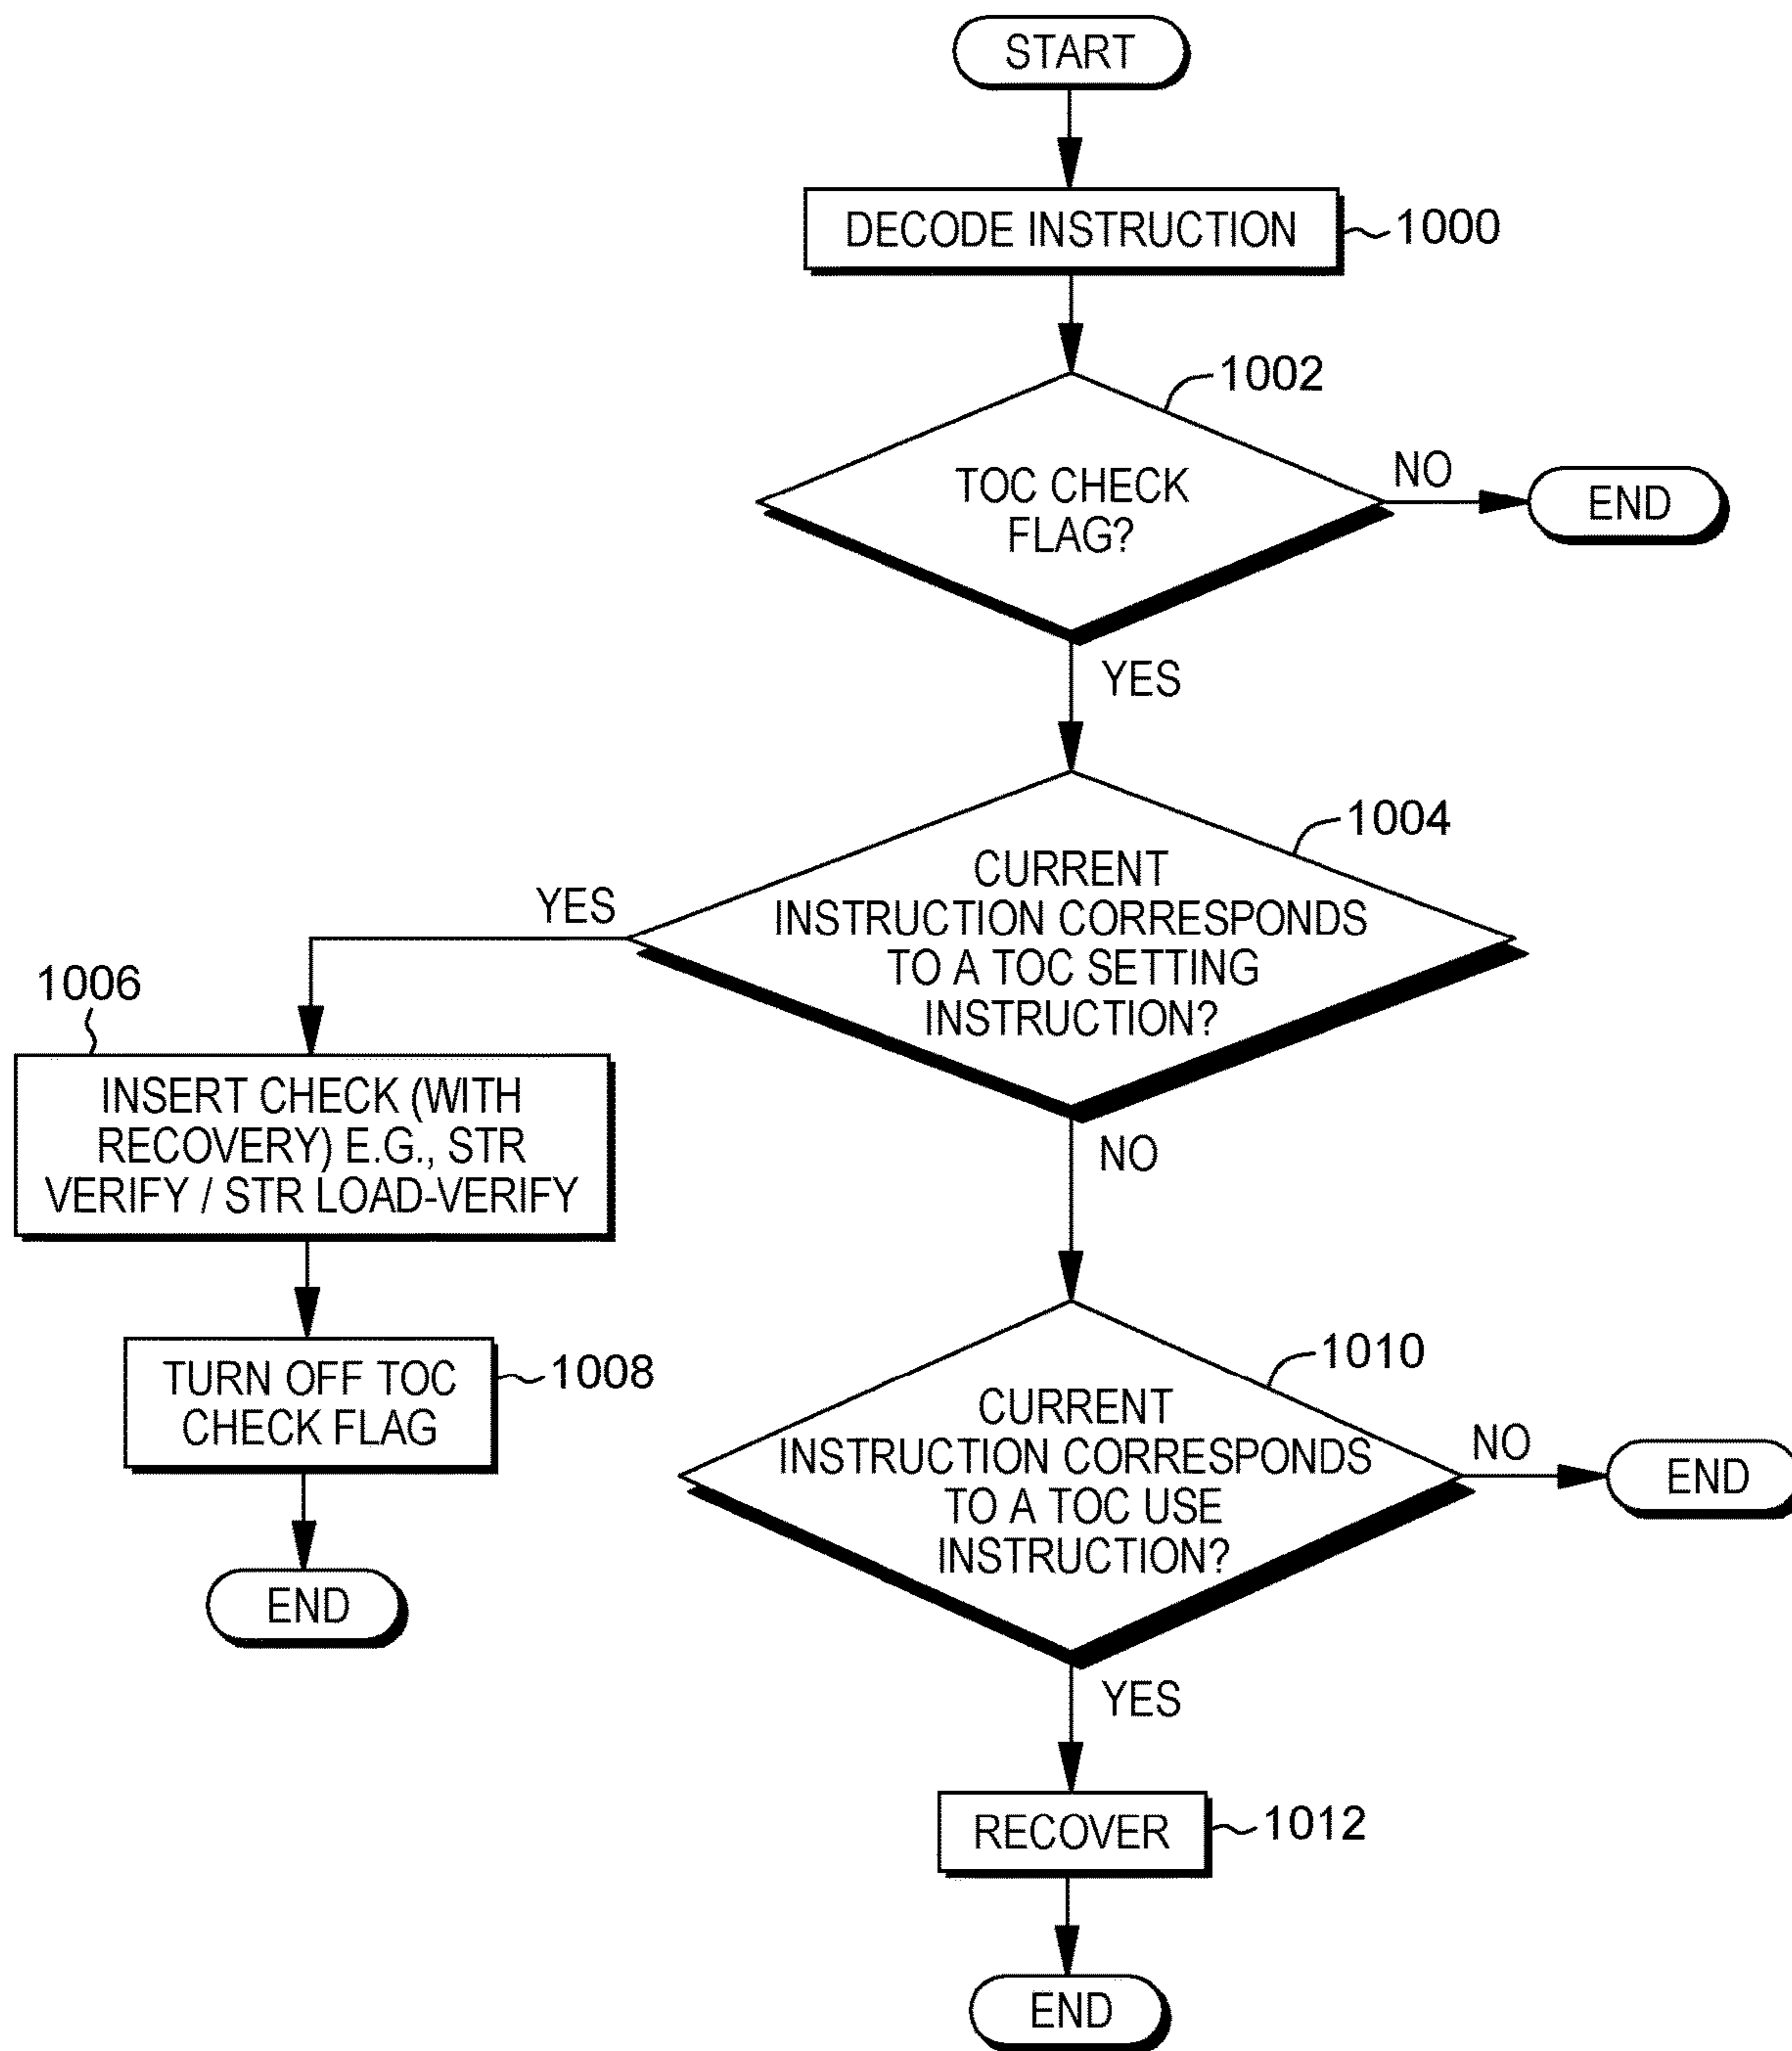 START
DECODE INSTRUCTION
1000
1002
TOC CHECK
FLAG?
NO
END
YES
1004
CURRENT
INSTRUCTION CORRESPONDS
TO A TOC SETTING
INSTRUCTION?
YES
1006
INSERT CHECK (WITH
RECOVERY) E.G., STR
VERIFY / STR LOAD-VERIFY
TURN OFF TOC
CHECK FLAG
1008
END
NO
1010
CURRENT
INSTRUCTION CORRESPONDS
TO A TOC USE
INSTRUCTION?
NO
END
YES
RECOVER
1012
END